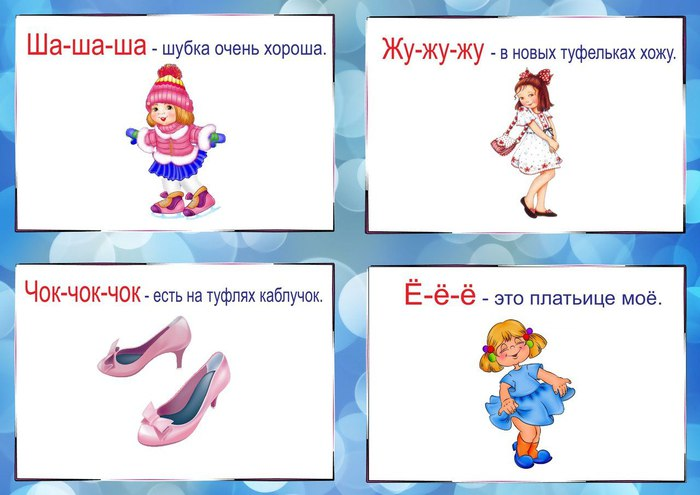 Ша-ша-ша - шубка очень хороша.
Жу-жу-жу - в новых туфельках хожу.
Чок-чок-чок - есть на туфлях каблучок.
Ё-ё-ё - это платьице моё.